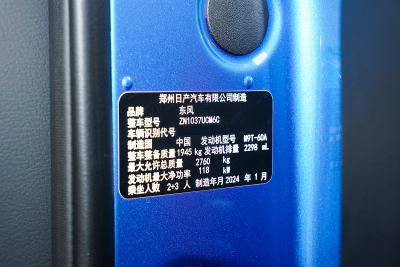 郑州日产汽车有限公司制造
品牌 东风
整车型号 ZN1037UCM6C
车辆识别代号
制造国 中国 发动机型号 M9T-60A
整车整备质量 1945 kg 发动机排量 2298 mL
最大允许总质量 2760 kg
发动机最大净功率 118 kW
乘坐人数 2+3人 制造年月 2024 年 1 月